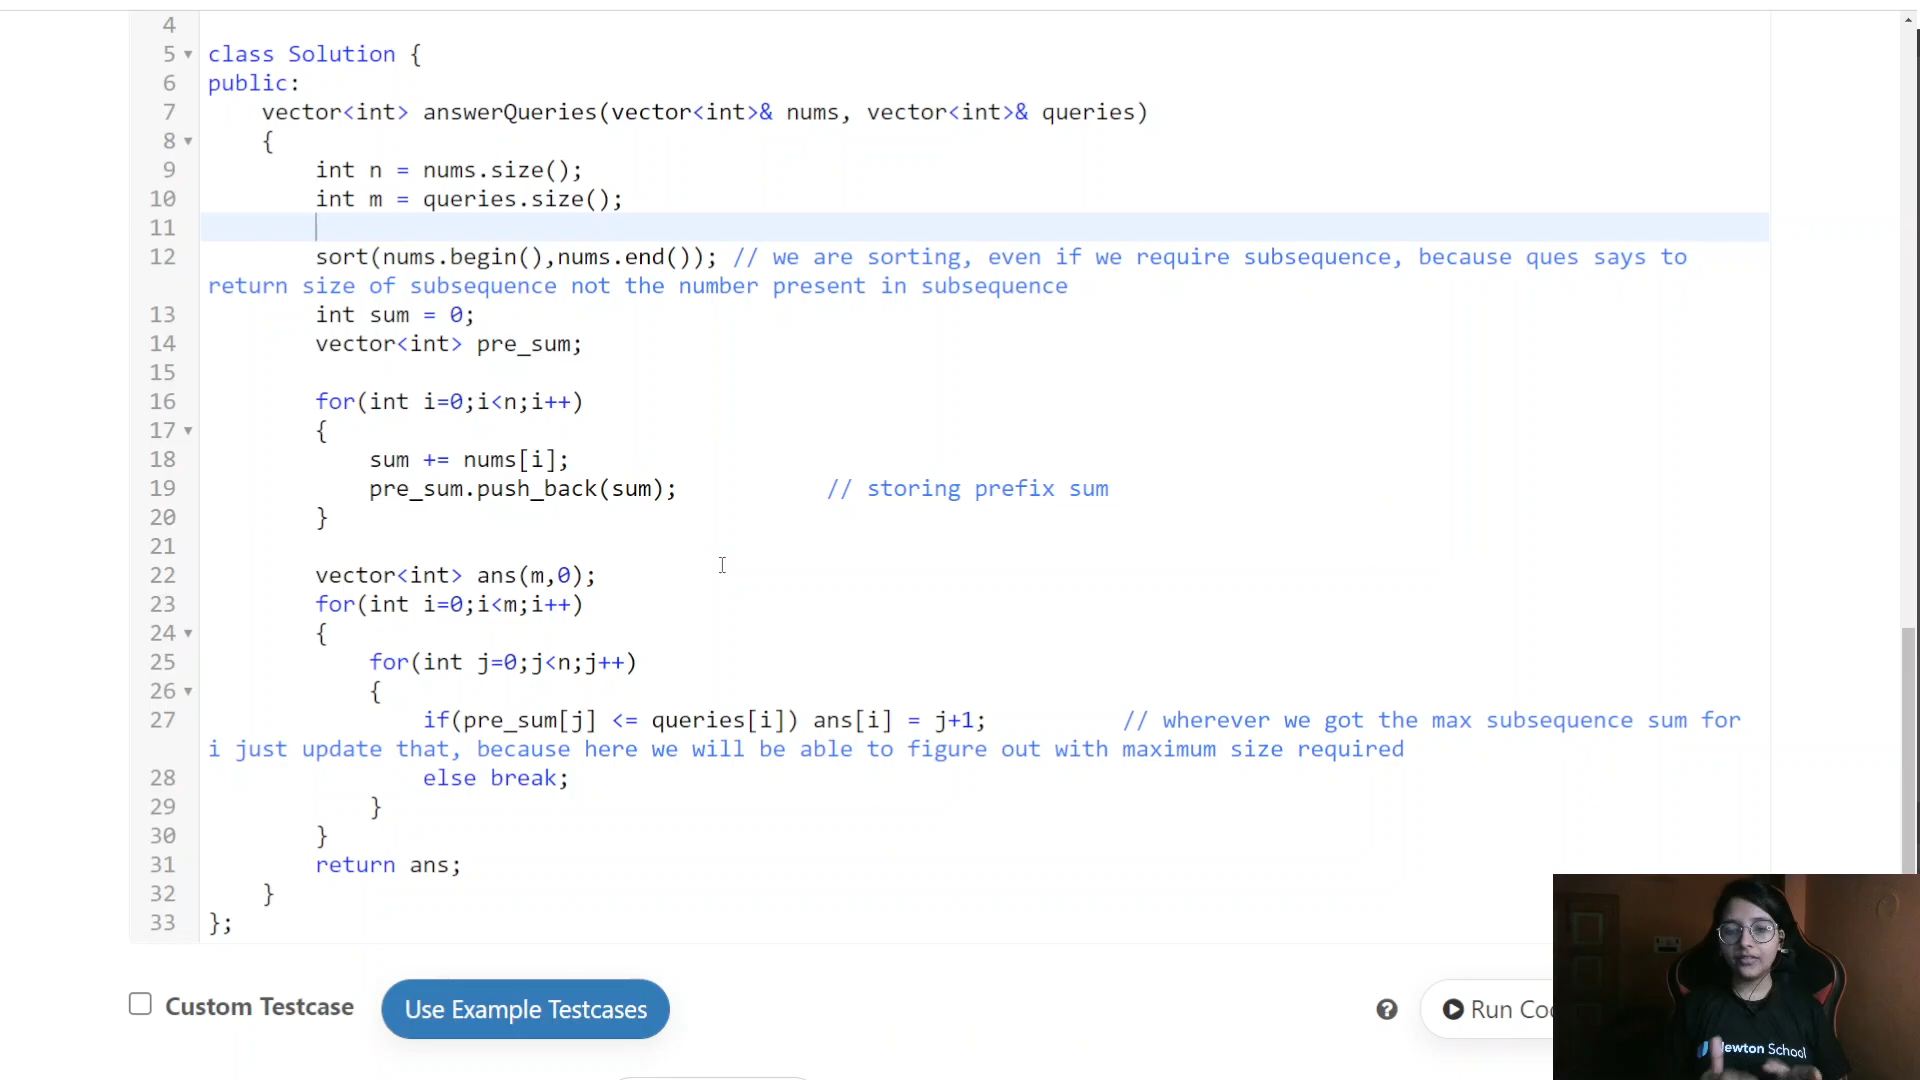 4
5 class Solution {
6 public:
7 vector<int> answerQueries(vector<int>& nums, vector<int>& queries)
8 {
9 int n = nums.size();
10 int m = queries.size();
11
12 sort(nums.begin(),nums.end()); // we are sorting, even if we require subsequence, because ques says to
return size of subsequence not the number present in subsequence
13 int sum = 0;
14 vector<int> pre_sum;
15
16 for(int i=0;i<n;i++)
17 {
18 sum += nums[i];
19 pre_sum.push_back(sum); // storing prefix sum
20 }
21
22 vector<int> ans(m,0);
23 for(int i=0;i<m;i++)
24 {
25 for(int j=0;j<n;j++)
26 {
27 if(pre_sum[j] <= queries[i]) ans[i] = j+1; // wherever we got the max subsequence sum for
i just update that, because here we will be able to figure out with maximum size required
28 else break;
29 }
30 }
31 return ans;
32 }
33 };
Custom Testcase Use Example Testcases ? Run
School